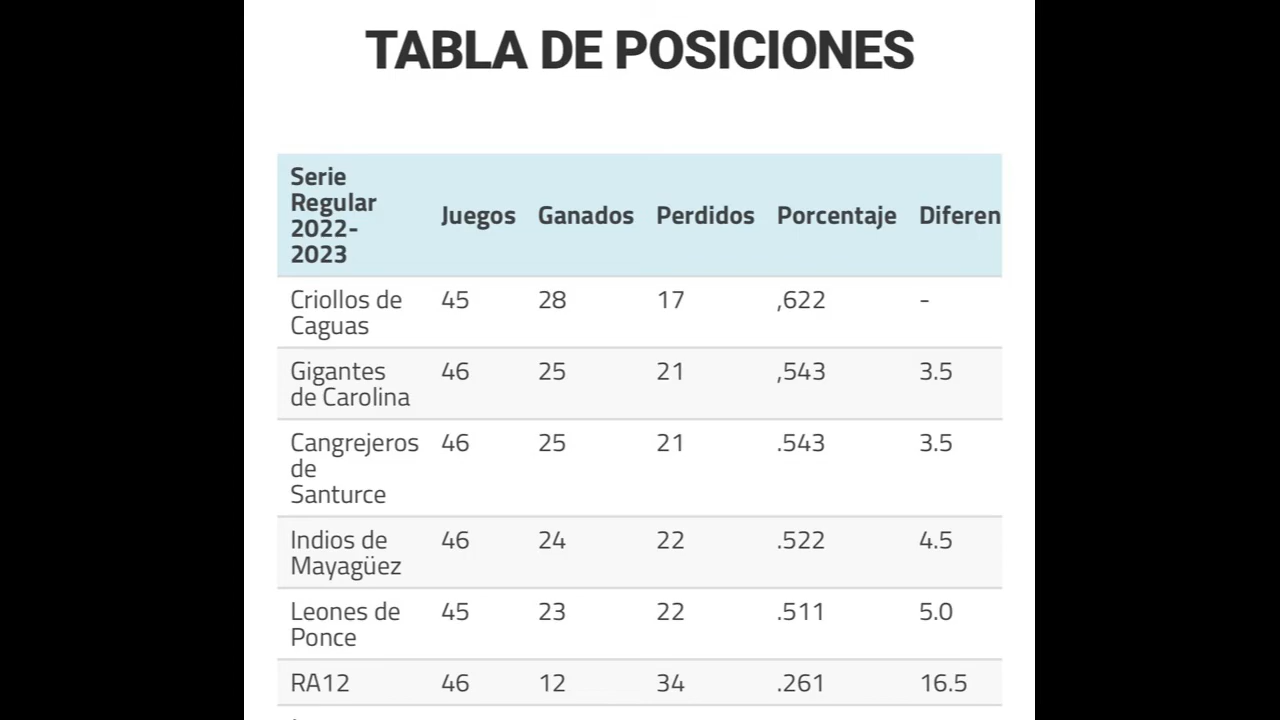 TABLA DE POSICIONES
Serie
Regular
2022-
2023
Juegos Ganados Perdidos Porcentaje Diferen
Criollos de
Caguas
45 28 17 ,622 -
Gigantes
de Carolina
46 25 21 ,543 3.5
Cangrejeros
de
Santurce
46 25 21 .543 3.5
Indios de
Mayagüez
46 24 22 .522 4.5
Leones de
Ponce
45 23 22 .511 5.0
RA12 46 12 34 .261 16.5